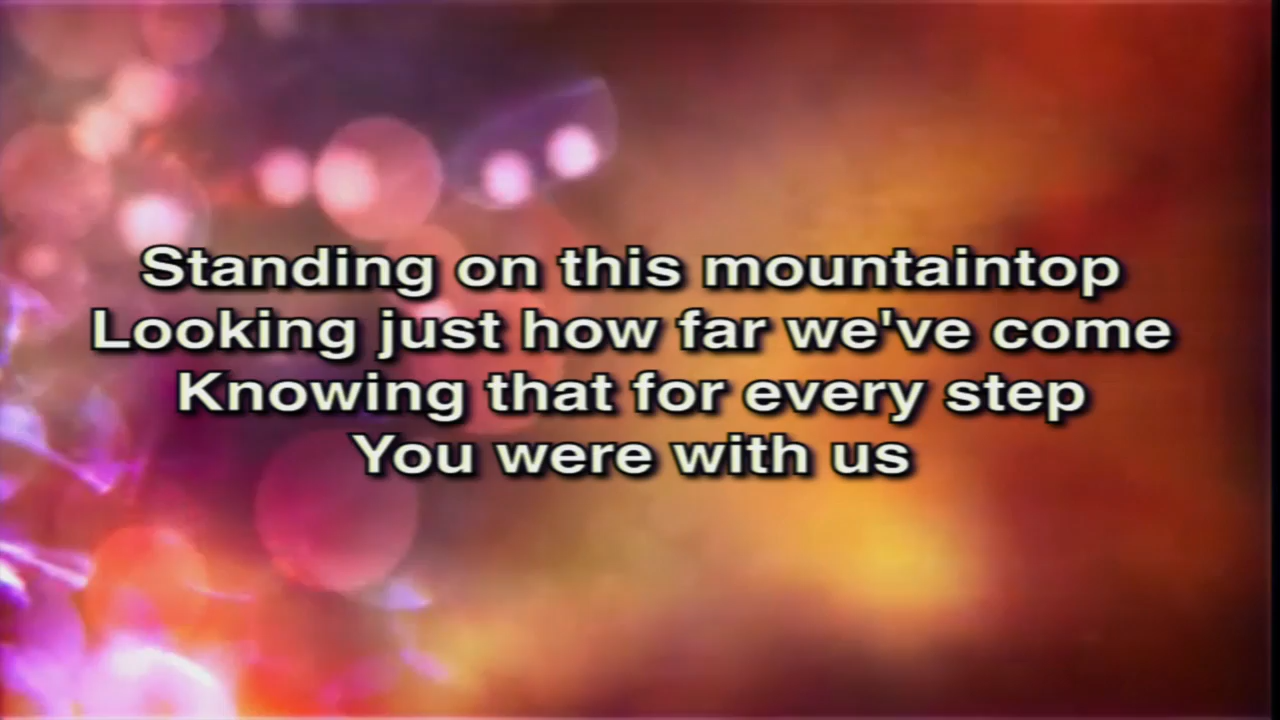 Standing on this mountaintop
Looking just how far we've come
Knowing that for every step
You were with us